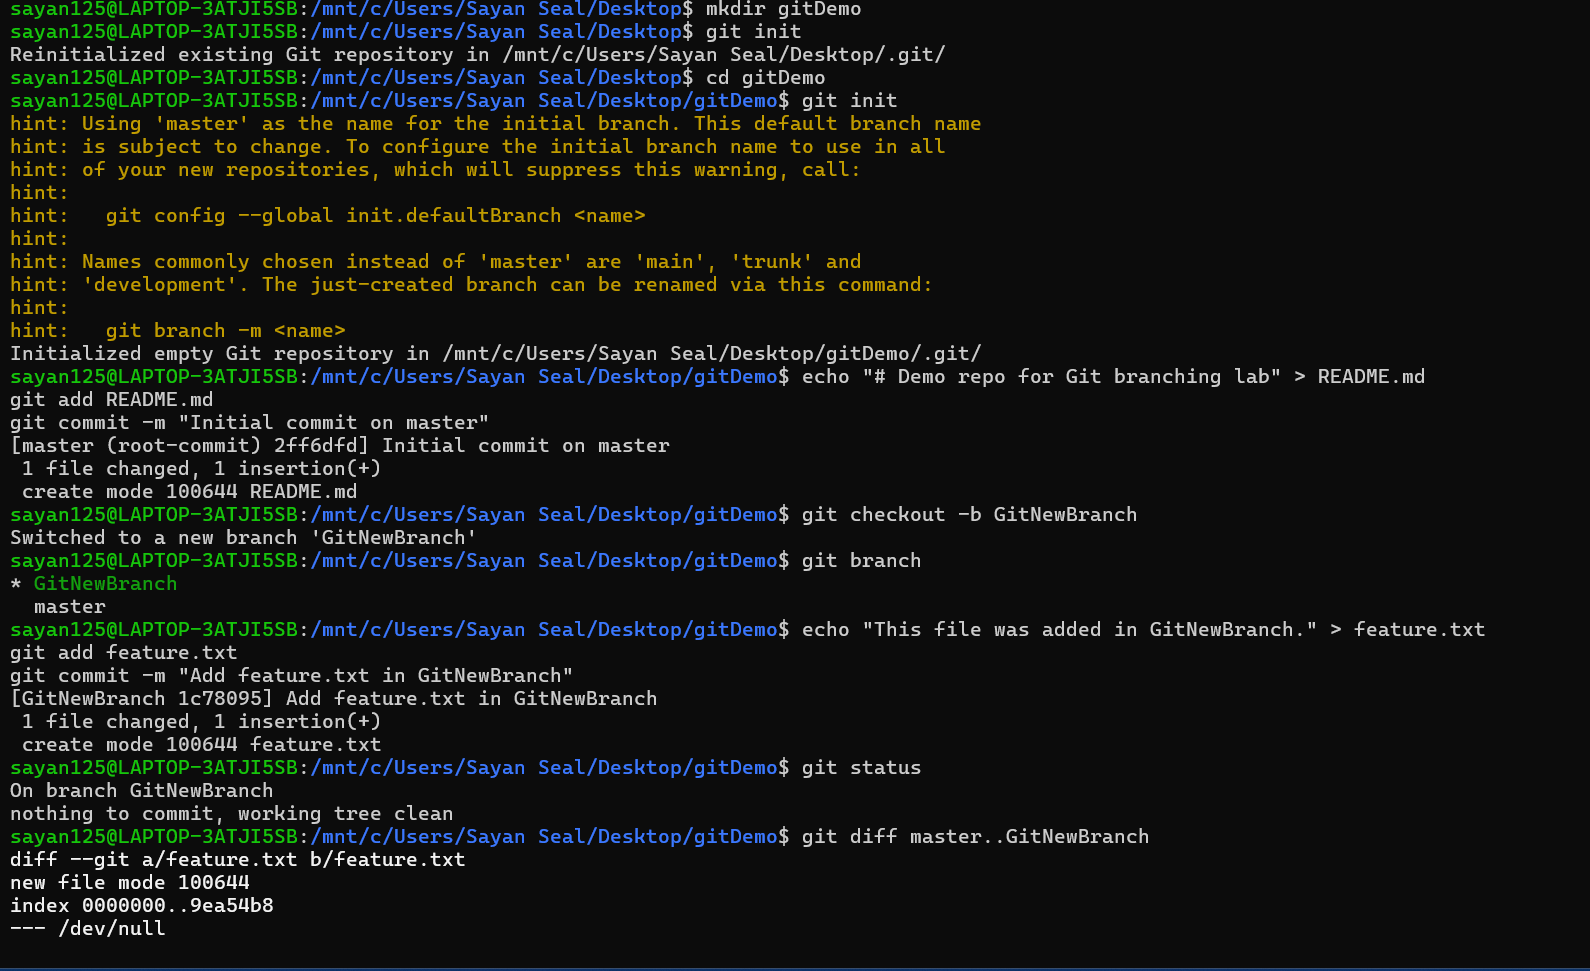 sayan125@LAPTOP-3ATJI5SB:/mnt/c/Users/Sayan Seal/Desktop$ mkdir gitDemo
sayan125@LAPTOP-3ATJI5SB:/mnt/c/Users/Sayan Seal/Desktop$ git init
Reinitialized existing Git repository in /mnt/c/Users/Sayan Seal/Desktop/.git/
sayan125@LAPTOP-3ATJI5SB:/mnt/c/Users/Sayan Seal/Desktop$ cd gitDemo
sayan125@LAPTOP-3ATJI5SB:/mnt/c/Users/Sayan Seal/Desktop/gitDemo$ git init
hint: Using 'master' as the name for the initial branch. This default branch name
hint: is subject to change. To configure the initial branch name to use in all
hint: of your new repositories, which will suppress this warning, call:
hint:
hint:   git config --global init.defaultBranch <name>
hint:
hint: Names commonly chosen instead of 'master' are 'main', 'trunk' and
hint: 'development'. The just-created branch can be renamed via this command:
hint:
hint:   git branch -m <name>
Initialized empty Git repository in /mnt/c/Users/Sayan Seal/Desktop/gitDemo/.git/
sayan125@LAPTOP-3ATJI5SB:/mnt/c/Users/Sayan Seal/Desktop/gitDemo$ echo "# Demo repo for Git branching lab" > README.md
git add README.md
git commit -m "Initial commit on master"
[master (root-commit) 2ff6dfd] Initial commit on master
 1 file changed, 1 insertion(+)
 create mode 100644 README.md
sayan125@LAPTOP-3ATJI5SB:/mnt/c/Users/Sayan Seal/Desktop/gitDemo$ git checkout -b GitNewBranch
Switched to a new branch 'GitNewBranch'
sayan125@LAPTOP-3ATJI5SB:/mnt/c/Users/Sayan Seal/Desktop/gitDemo$ git branch
* GitNewBranch
  master
sayan125@LAPTOP-3ATJI5SB:/mnt/c/Users/Sayan Seal/Desktop/gitDemo$ echo "This file was added in GitNewBranch." > feature.txt
git add feature.txt
git commit -m "Add feature.txt in GitNewBranch"
[GitNewBranch 1c78095] Add feature.txt in GitNewBranch
 1 file changed, 1 insertion(+)
 create mode 100644 feature.txt
sayan125@LAPTOP-3ATJI5SB:/mnt/c/Users/Sayan Seal/Desktop/gitDemo$ git status
On branch GitNewBranch
nothing to commit, working tree clean
sayan125@LAPTOP-3ATJI5SB:/mnt/c/Users/Sayan Seal/Desktop/gitDemo$ git diff master..GitNewBranch
diff --git a/feature.txt b/feature.txt
new file mode 100644
index 0000000..9ea54b8
--- /dev/null